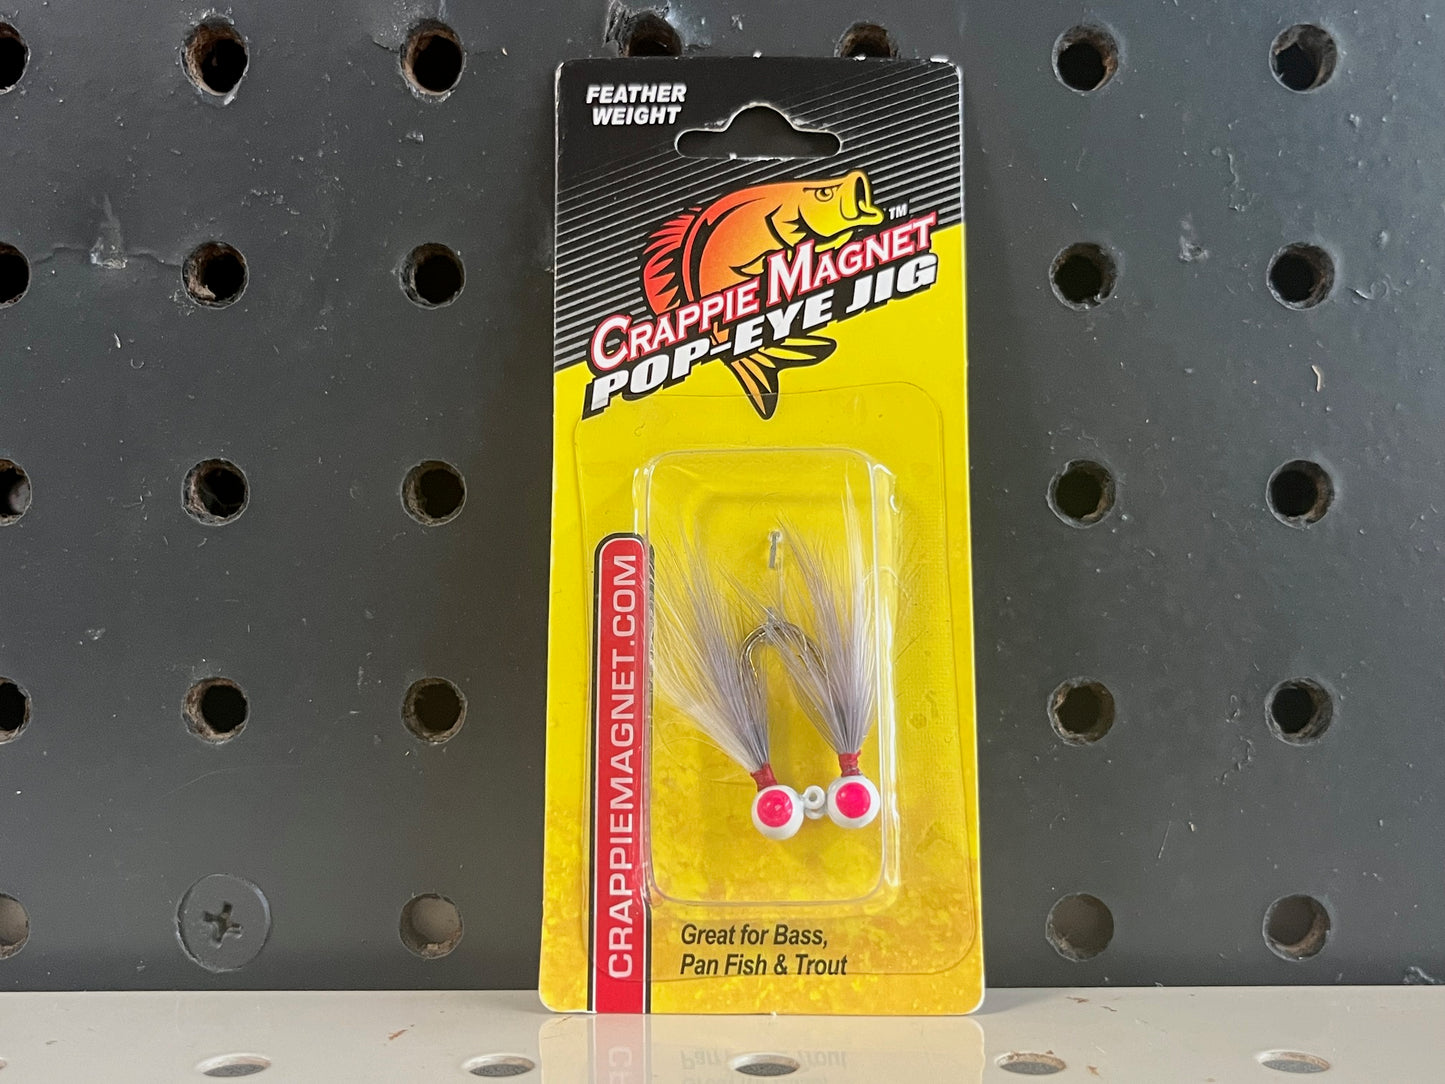 FEATHER
WEIGHT
CRAPPIE MAGNET™
POP-EYE JIG
CRAPPIEMAGNET.COM
Great for Bass,
Pan Fish & Trout